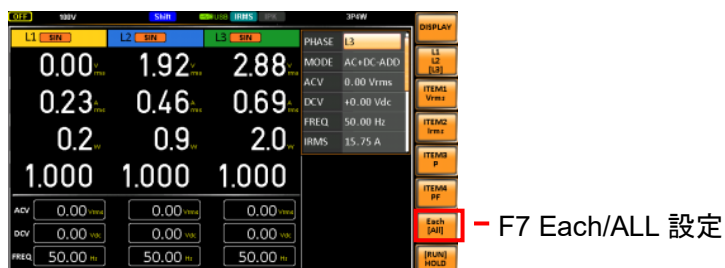 OFF 100V Shift USB IRMS IPK 3P4W
DISPLAY
L1 SIN L2 SIN L3 SIN
PHASE L3
MODE AC+DC-ADD
ACV 0.00 Vrms
DCV +0.00 Vdc
FREQ 50.00 Hz
IRMS 15.75 A
0.00 Vrms 1.92 Vrms 2.88 Vrms
0.23 Arms 0.46 Arms 0.69 Arms
0.2 W 0.9 W 2.0 W
1.000 1.000 1.000
ACV 0.00 Vrms 0.00 Vrms 0.00 Vrms
DCV 0.00 Vdc 0.00 Vdc 0.00 Vdc
FREQ 50.00 Hz 50.00 Hz 50.00 Hz
L1
L2
[L3]
ITEM1
Vrms
ITEM2
Irms
ITEM3
P
ITEM4
PF
Each
[All]
[RUN]
HOLD
F7 Each/ALL 設定